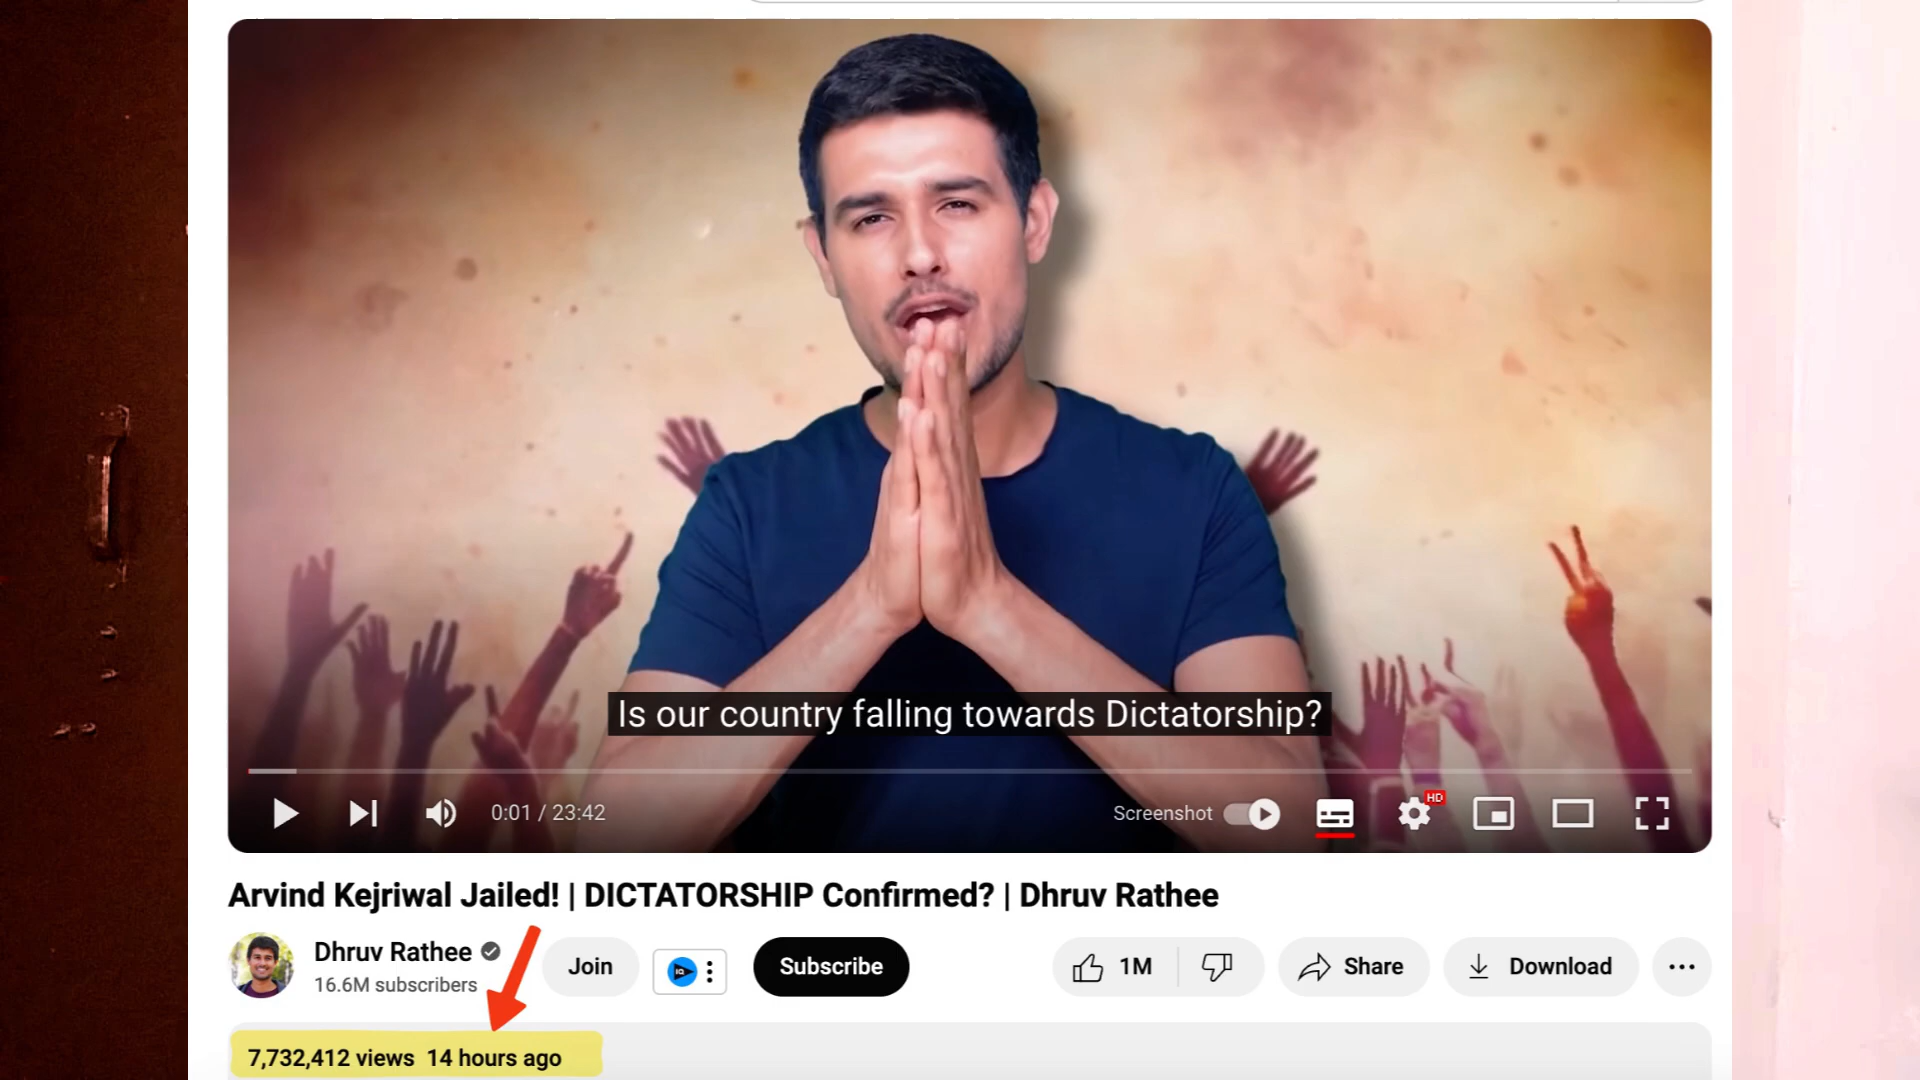 Is our country falling towards Dictatorship?
0:01 / 23:42
Screenshot
HD
Arvind Kejriwal Jailed! | DICTATORSHIP Confirmed? | Dhruv Rathee
Dhruv Rathee
16.6M subscribers
Join
IQ
Subscribe
1M
Share
Download
7,732,412 views 14 hours ago